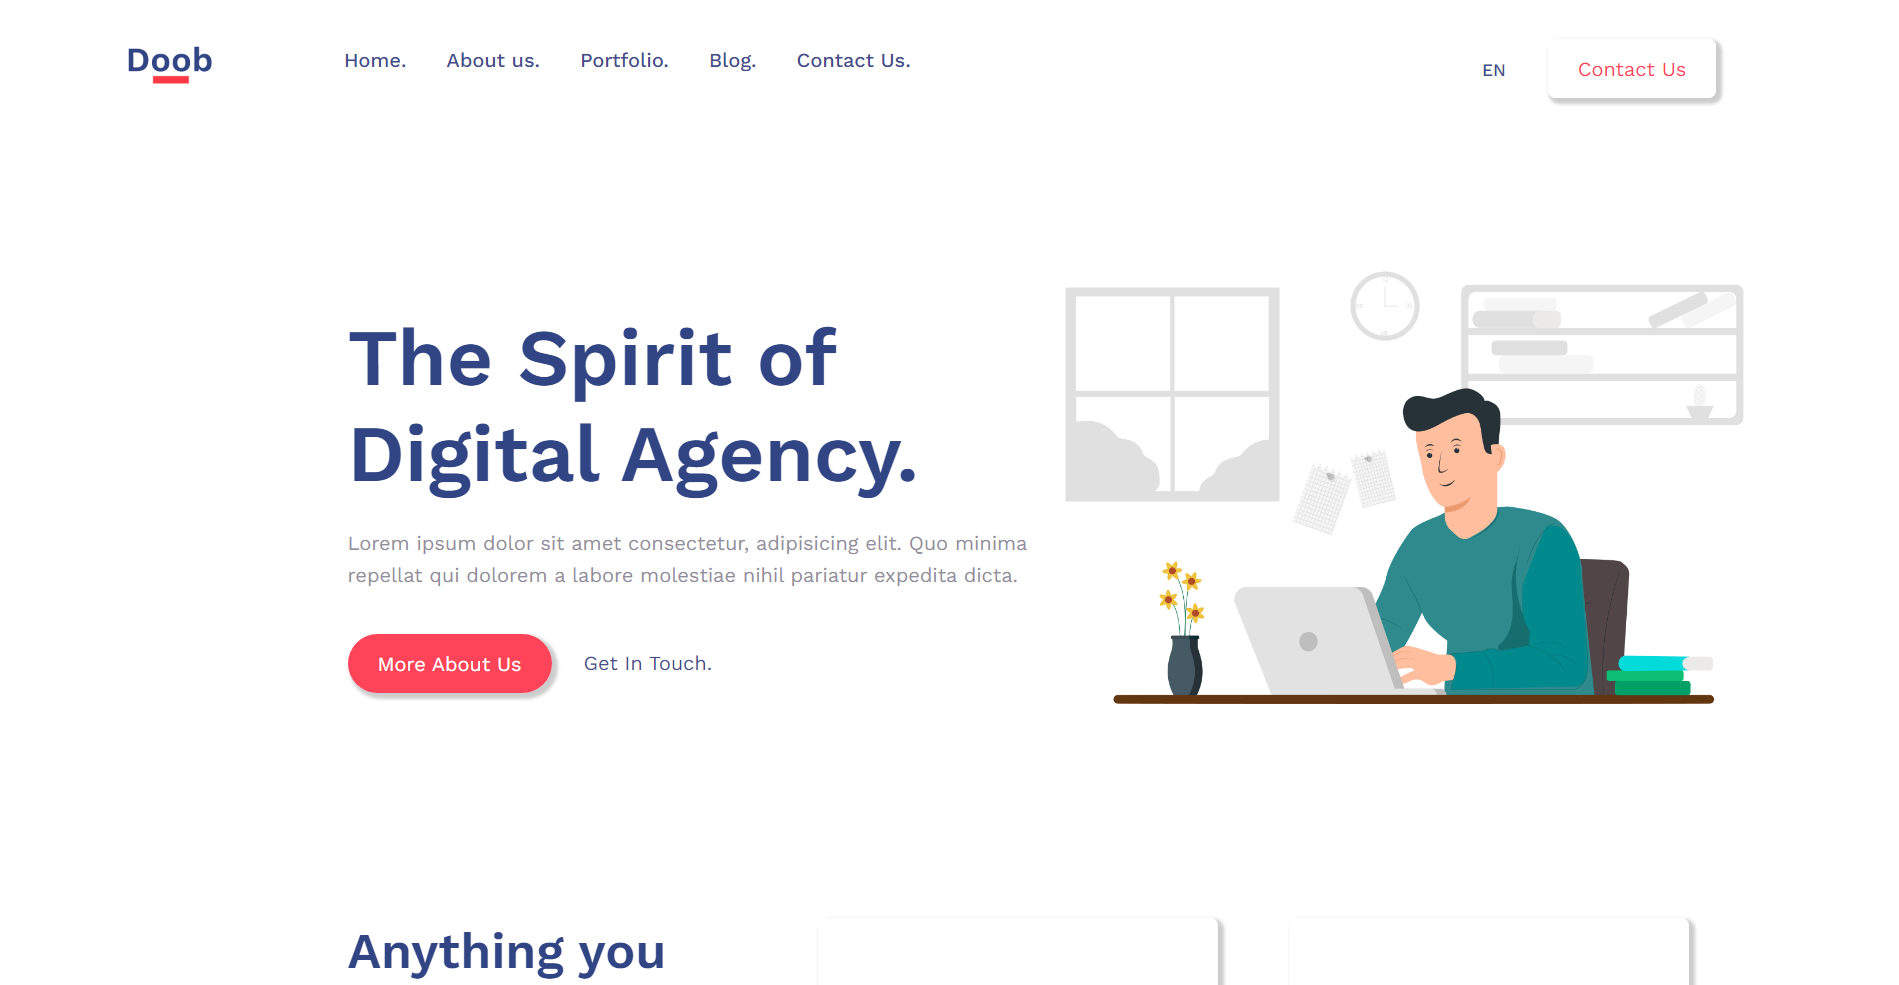 Doob
Home. About us. Portfolio. Blog. Contact Us.
EN
Contact Us
The Spirit of
Digital Agency.
Lorem ipsum dolor sit amet consectetur, adipisicing elit. Quo minima
repellat qui dolorem a labore molestiae nihil pariatur expedita dicta.
More About Us
Get In Touch.
Anything you